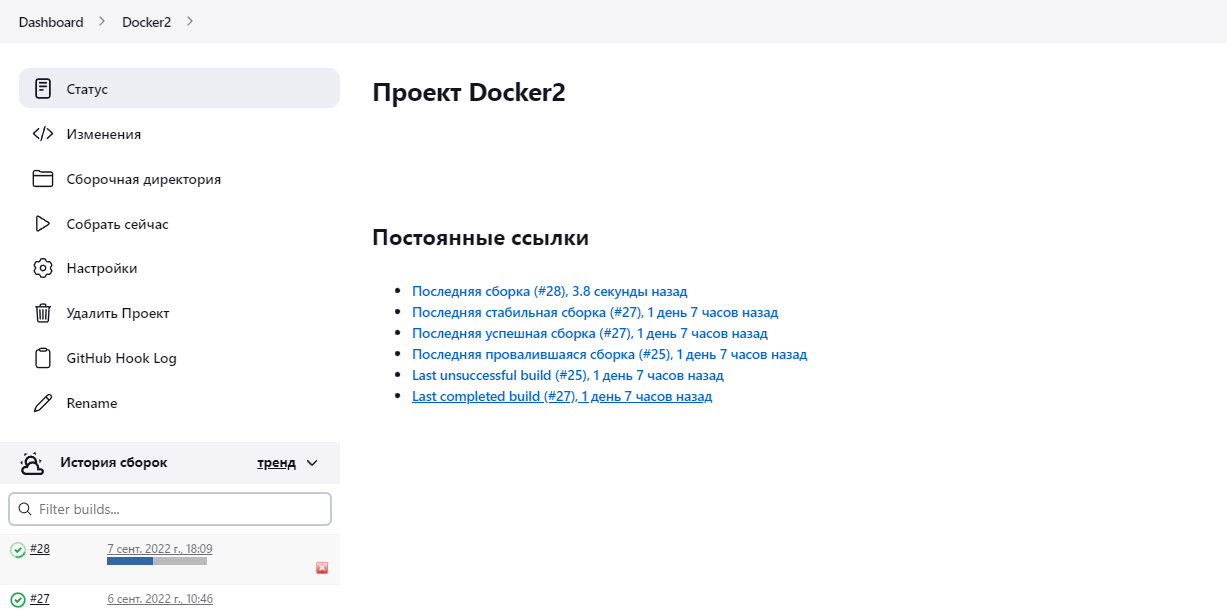 Dashboard > Docker2 >
Статус
Изменения
Сборочная директория
Собрать сейчас
Настройки
Удалить Проект
GitHub Hook Log
Rename
История сборок тренд
Filter builds...
#28 7 сент. 2022 г., 18:09
#27 6 сент. 2022 г., 10:46
Проект Docker2
Постоянные ссылки
Последняя сборка (#28), 3.8 секунды назад
Последняя стабильная сборка (#27), 1 день 7 часов назад
Последняя успешная сборка (#27), 1 день 7 часов назад
Последняя провалившаяся сборка (#25), 1 день 7 часов назад
Last unsuccessful build (#25), 1 день 7 часов назад
Last completed build (#27), 1 день 7 часов назад